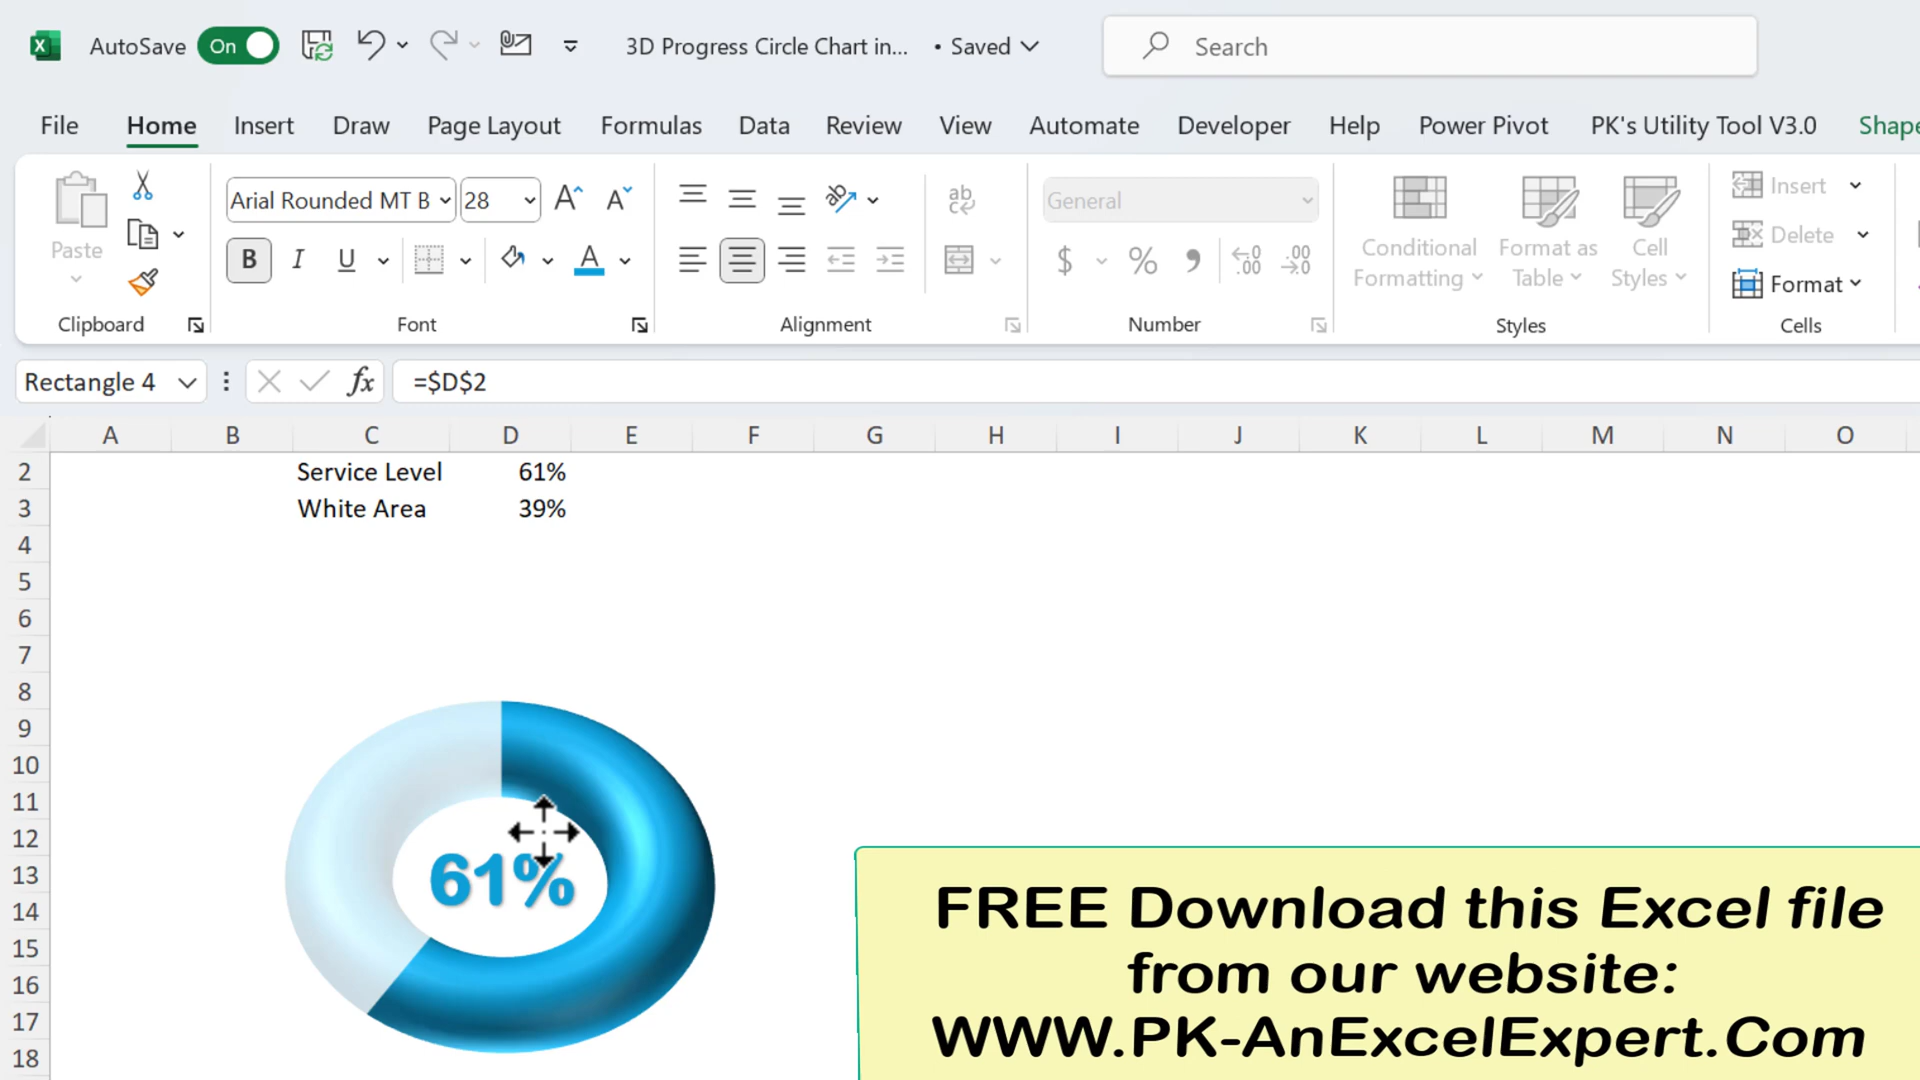 AutoSave On 3D Progress Circle Chart in... • Saved Search
File Home Insert Draw Page Layout Formulas Data Review View Automate Developer Help Power Pivot PK's Utility Tool V3.0 Shape
Arial Rounded MT B 28 A A ab General Insert
Paste Conditional Format as Cell Delete
B I U A $ % , .00 .00 Formatting Table Styles Format
Clipboard Font Alignment Number Styles Cells
Rectangle 4 fx =$D$2
A B C D E F G H I J K L M N O
2 Service Level 61%
3 White Area 39%
4
5
6
7
8
9
10
11
12
13 61%
14
15
16
17
18
FREE Download this Excel file
from our website:
WWW.PK-AnExcelExpert.Com